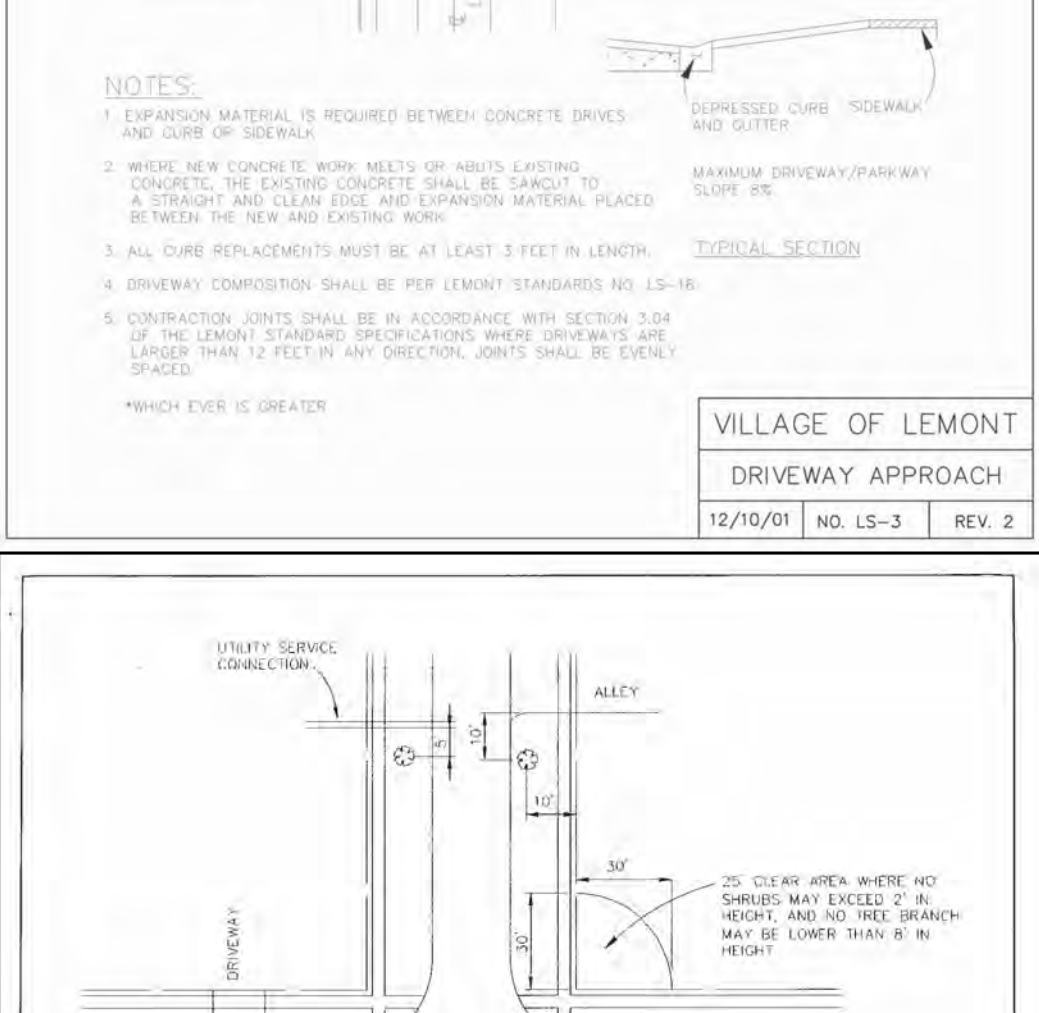 NOTES:
1. EXPANSION MATERIAL IS REQUIRED BETWEEN CONCRETE DRIVES
AND CURB OR SIDEWALK
2. WHERE NEW CONCRETE WORK MEETS OR ABUTS EXISTING
CONCRETE, THE EXISTING CONCRETE SHALL BE SAWCUT TO
A STRAIGHT AND CLEAN EDGE AND EXPANSION MATERIAL PLACED
BETWEEN THE NEW AND EXISTING WORK
3. ALL CURB REPLACEMENTS MUST BE AT LEAST 3 FEET IN LENGTH.
4. DRIVEWAY COMPOSITION SHALL BE PER LEMONT STANDARDS NO. LS-18
5. CONTRACTION JOINTS SHALL BE IN ACCORDANCE WITH SECTION 3.04
OF THE LEMONT STANDARD SPECIFICATIONS WHERE DRIVEWAYS ARE
LARGER THAN 12 FEET IN ANY DIRECTION, JOINTS SHALL BE EVENLY
SPACED
*WHICH EVER IS GREATER
DEPRESSED CURB
AND GUTTER
SIDEWALK
MAXIMUM DRIVEWAY/PARKWAY
SLOPE 8%
TYPICAL SECTION
VILLAGE OF LEMONT
DRIVEWAY APPROACH
12/10/01 NO. LS-3 REV. 2
UTILITY SERVICE
CONNECTION
ALLEY
5'
10'
10'
30'
30'
25' CLEAR AREA WHERE NO
SHRUBS MAY EXCEED 2' IN
HEIGHT, AND NO TREE BRANCH
MAY BE LOWER THAN 8' IN
HEIGHT
DRIVEWAY